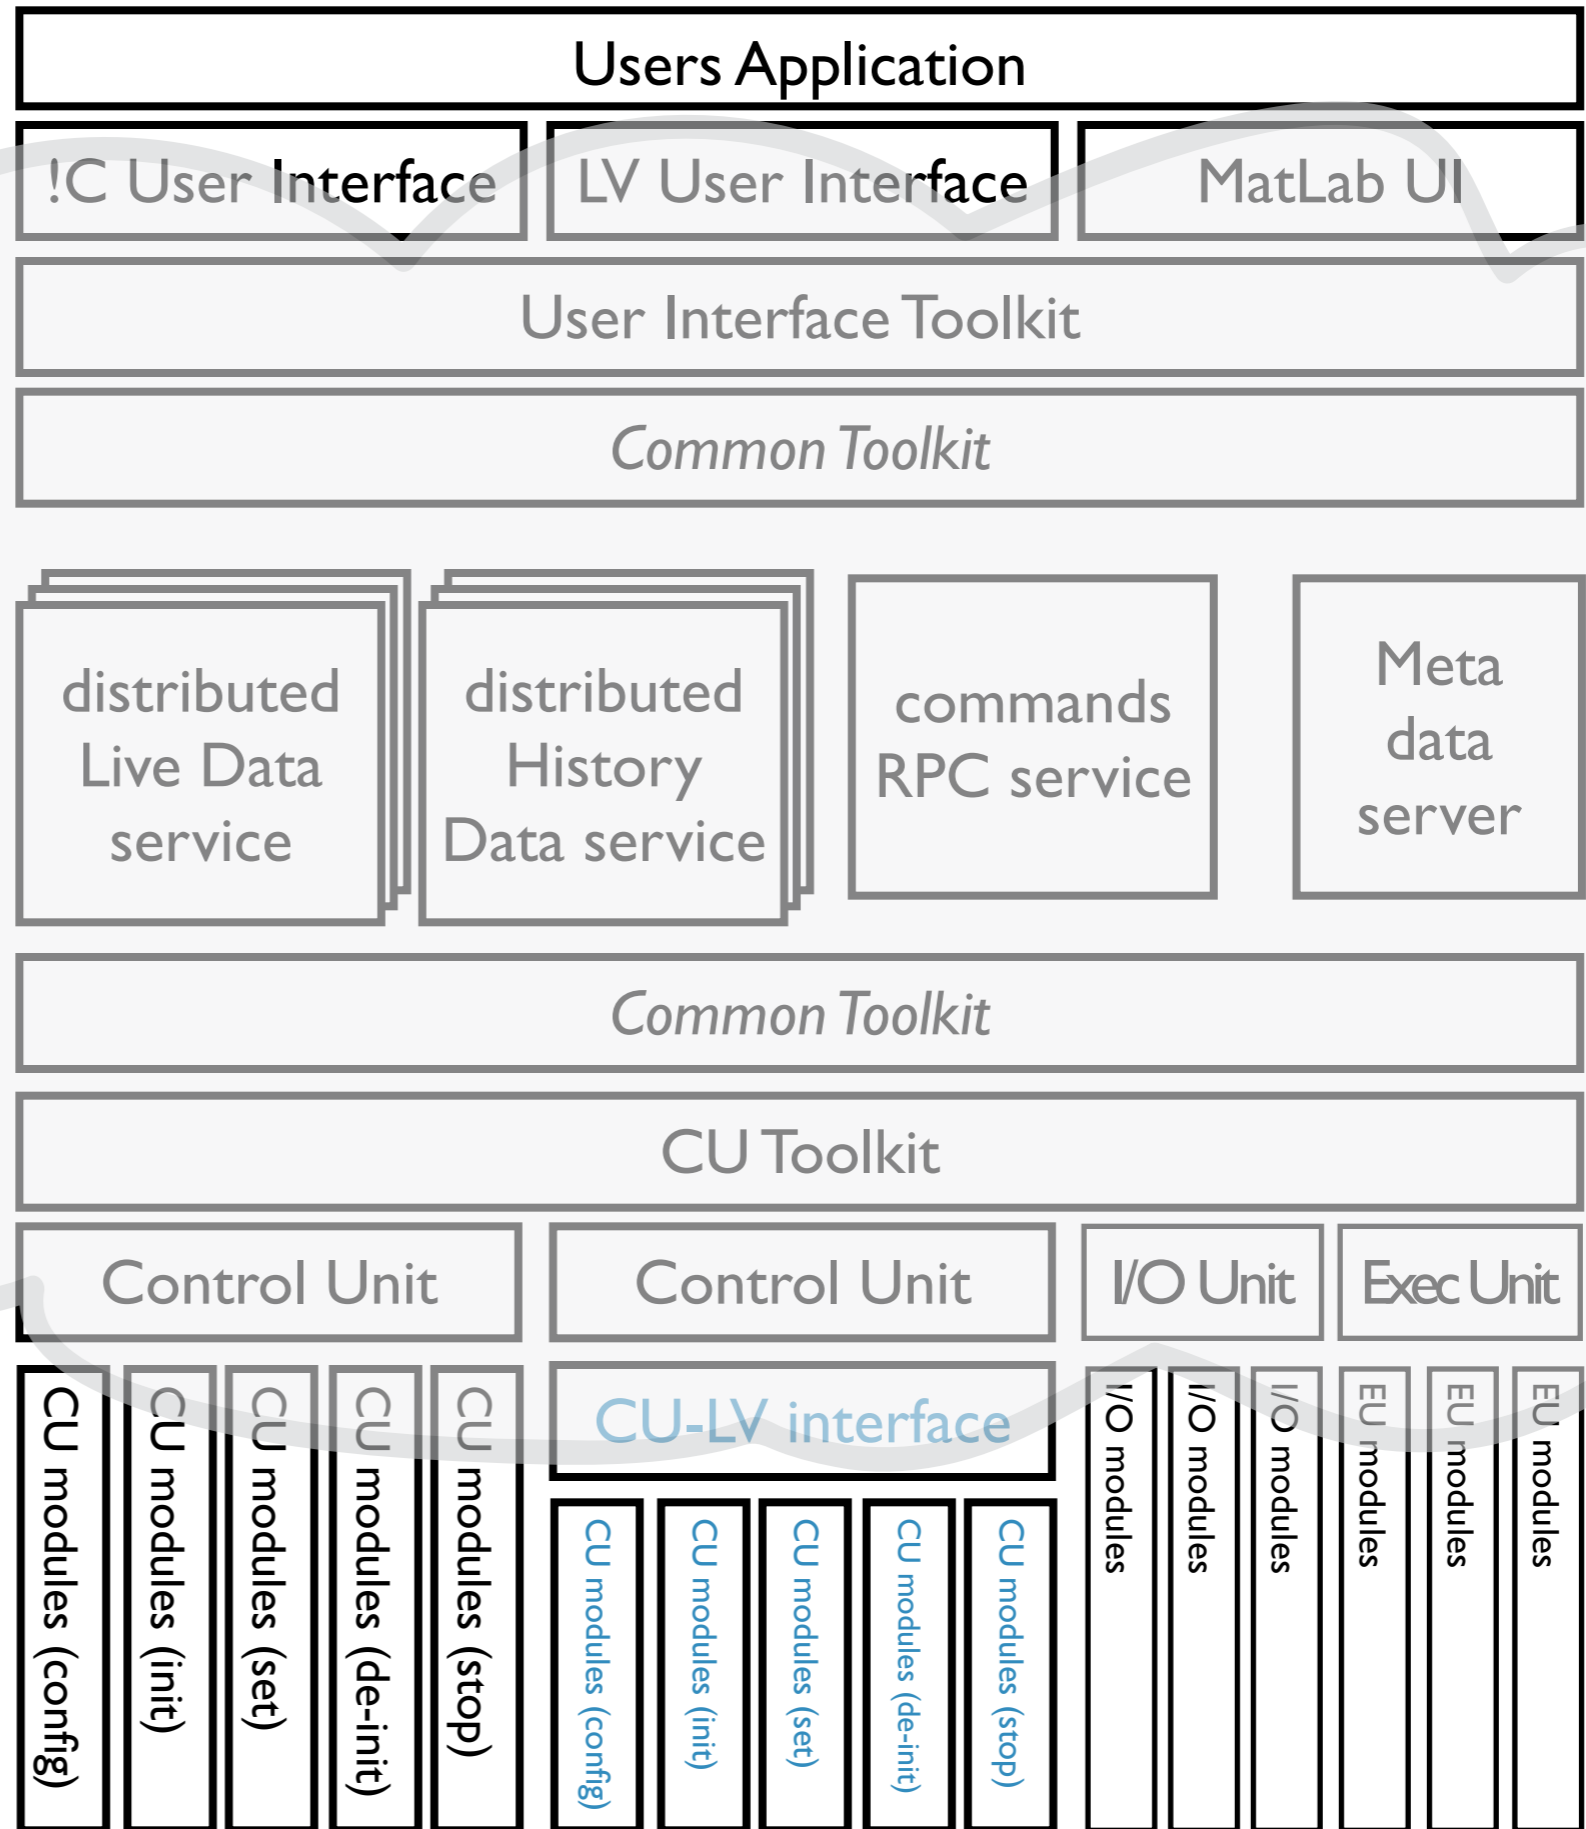 Users Application
!C User Interface
LV User Interface
MatLab UI
User Interface Toolkit
Common Toolkit
distributed
Live Data
service
distributed
History
Data service
commands
RPC service
Meta
data
server
Common Toolkit
CU Toolkit
Control Unit
Control Unit
I/O Unit
Exec Unit
CU modules (config)
CU modules (init)
CU modules (set)
CU modules (de-init)
CU modules (stop)
CU-LV interface
CU modules (config)
CU modules (init)
CU modules (set)
CU modules (de-init)
CU modules (stop)
I/O modules
I/O modules
I/O modules
EU modules
EU modules
EU modules